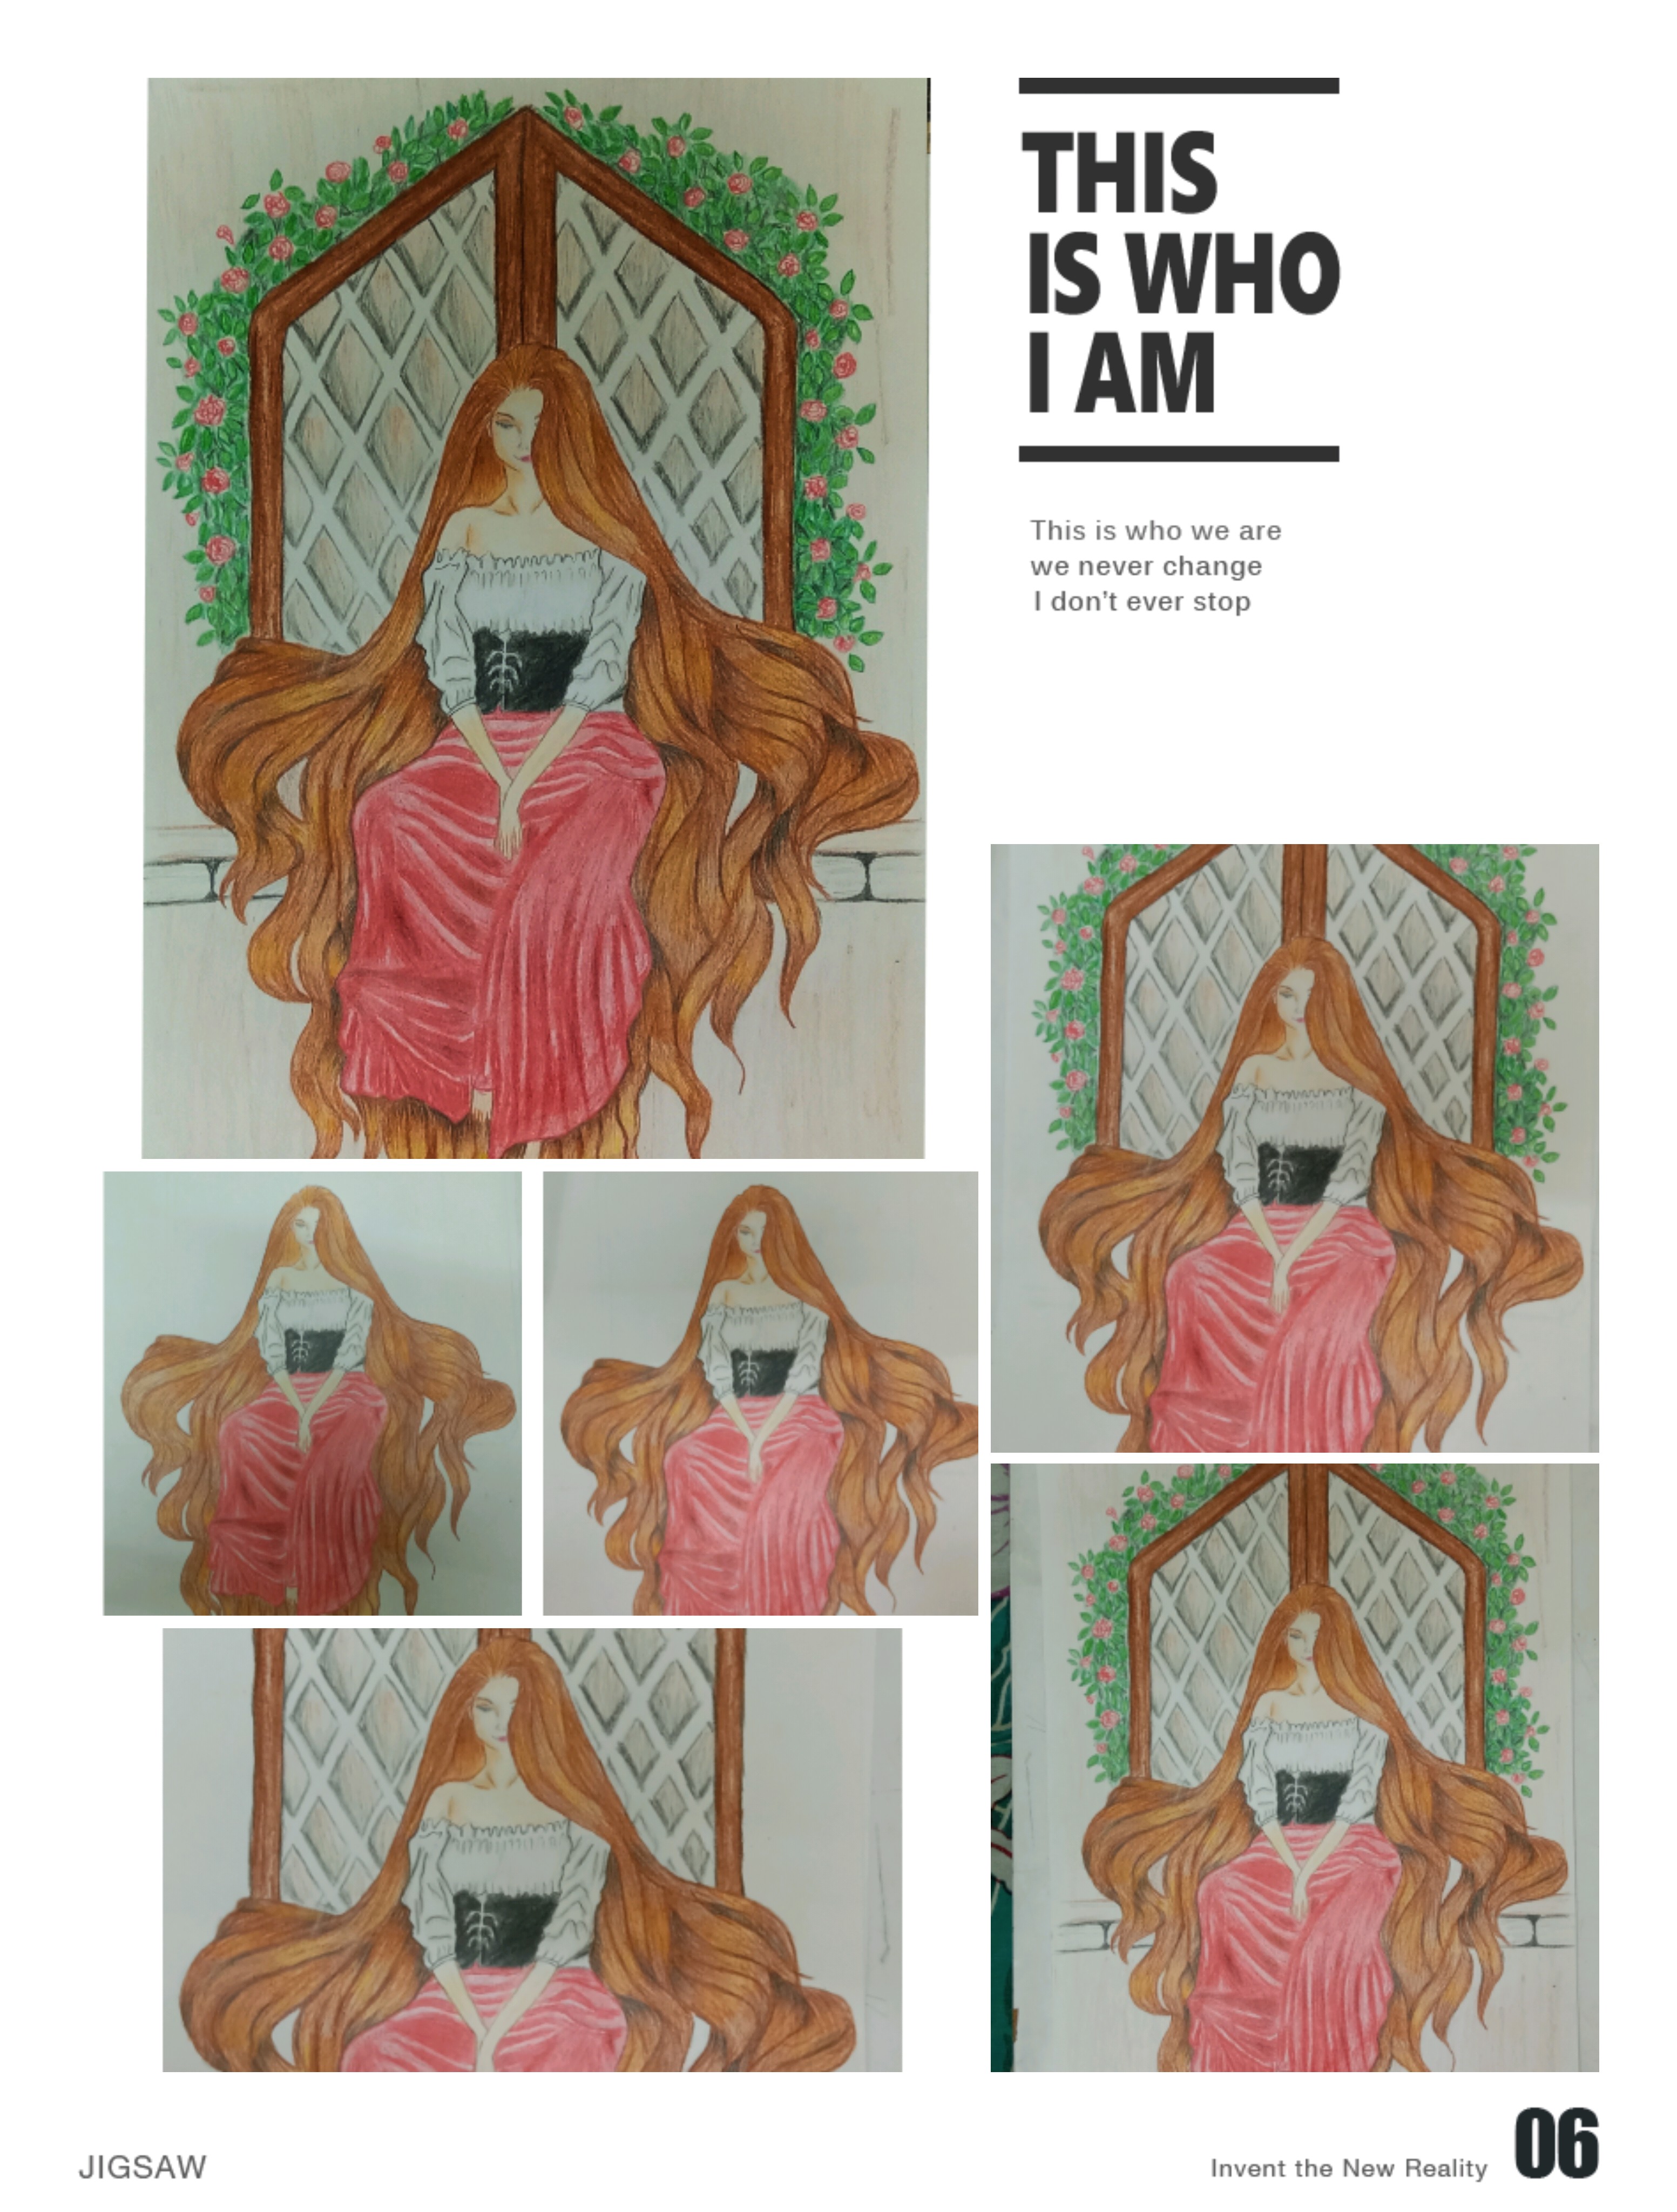 THIS
IS WHO
I AM
This is who we are
we never change
I don't ever stop
JIGSAW
Invent the New Reality 06